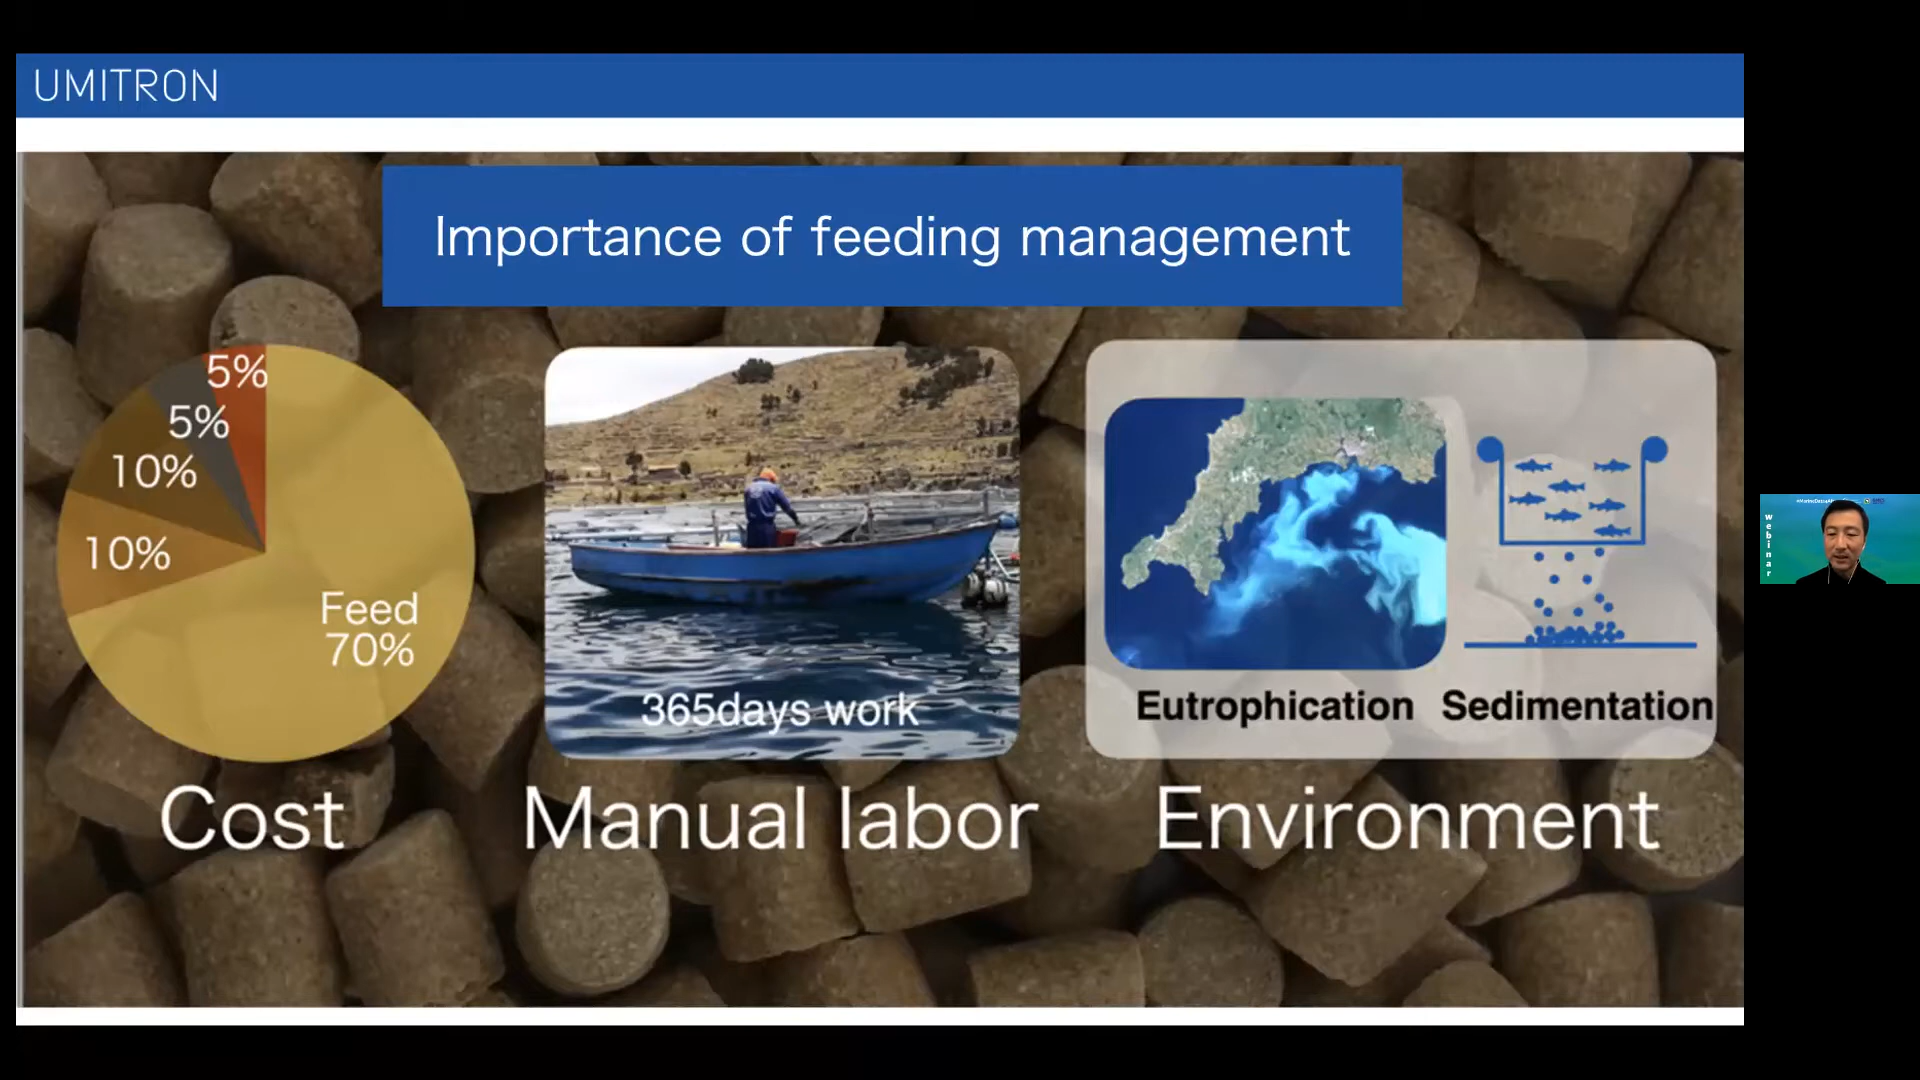 UMITRON
Importance of feeding management
5%
5%
10%
10%
Feed
70%
365days work
Eutrophication
Sedimentation
Cost
Manual labor
Environment
webinar